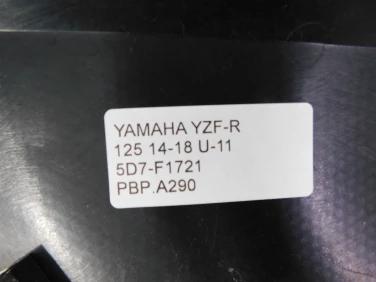 YAMAHA YZF-R
125 14-18 U-11
5D7-F1721
PBP.A290